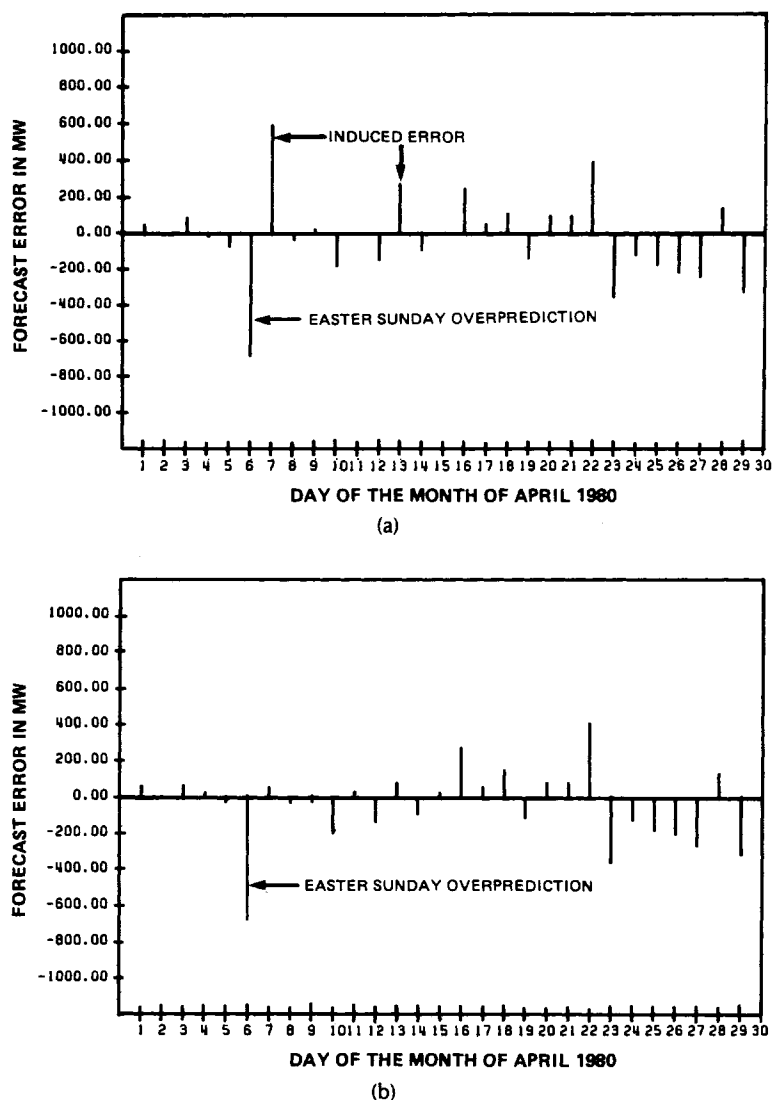 1000.00
800.00
600.00
400.00
200.00
0.00
-200.00
-400.00
-600.00
-800.00
-1000.00
FORECAST ERROR IN MW
INDUCED ERROR
EASTER SUNDAY OVERPREDICTION
1 2 3 4 5 6 7 8 9 10 11 12 13 14 15 16 17 18 19 20 21 22 23 24 25 26 27 28 29 30
DAY OF THE MONTH OF APRIL 1980
(a)
1000.00
800.00
600.00
400.00
200.00
0.00
-200.00
-400.00
-600.00
-800.00
-1000.00
FORECAST ERROR IN MW
EASTER SUNDAY OVERPREDICTION
1 2 3 4 5 6 7 8 9 10 11 12 13 14 15 16 17 18 19 20 21 22 23 24 25 26 27 28 29 30
DAY OF THE MONTH OF APRIL 1980
(b)